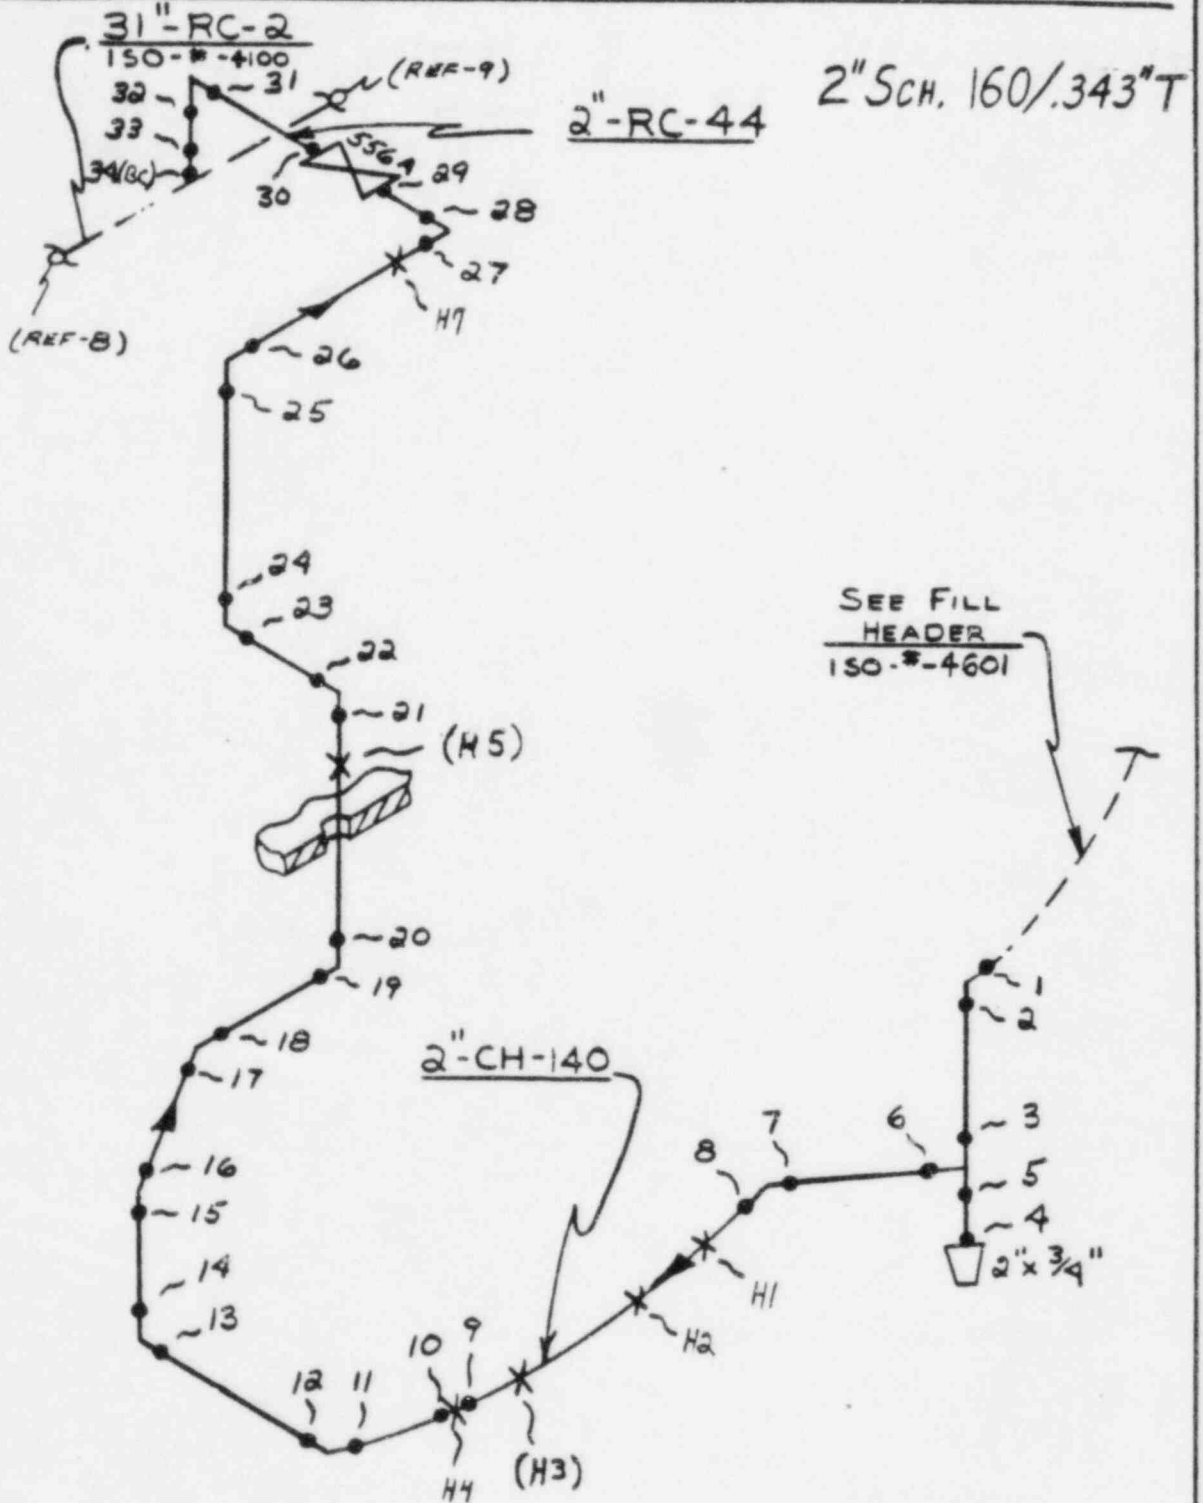 31"-RC-2
ISO-#-4100
(REF-9)
2" SCH. 160/.343"T
2"-RC-44
32
31
33
34(BC)
30
556A
29
28
27
H7
(REF-8)
26
25
24
23
22
21
(H5)
SEE FILL
HEADER
ISO-#-4601
20
19
18
17
1
2
2"-CH-140
3
6
7
8
5
4
2"x 3/4"
16
15
14
13
H1
H2
12
11
10
9
(H3)
H4